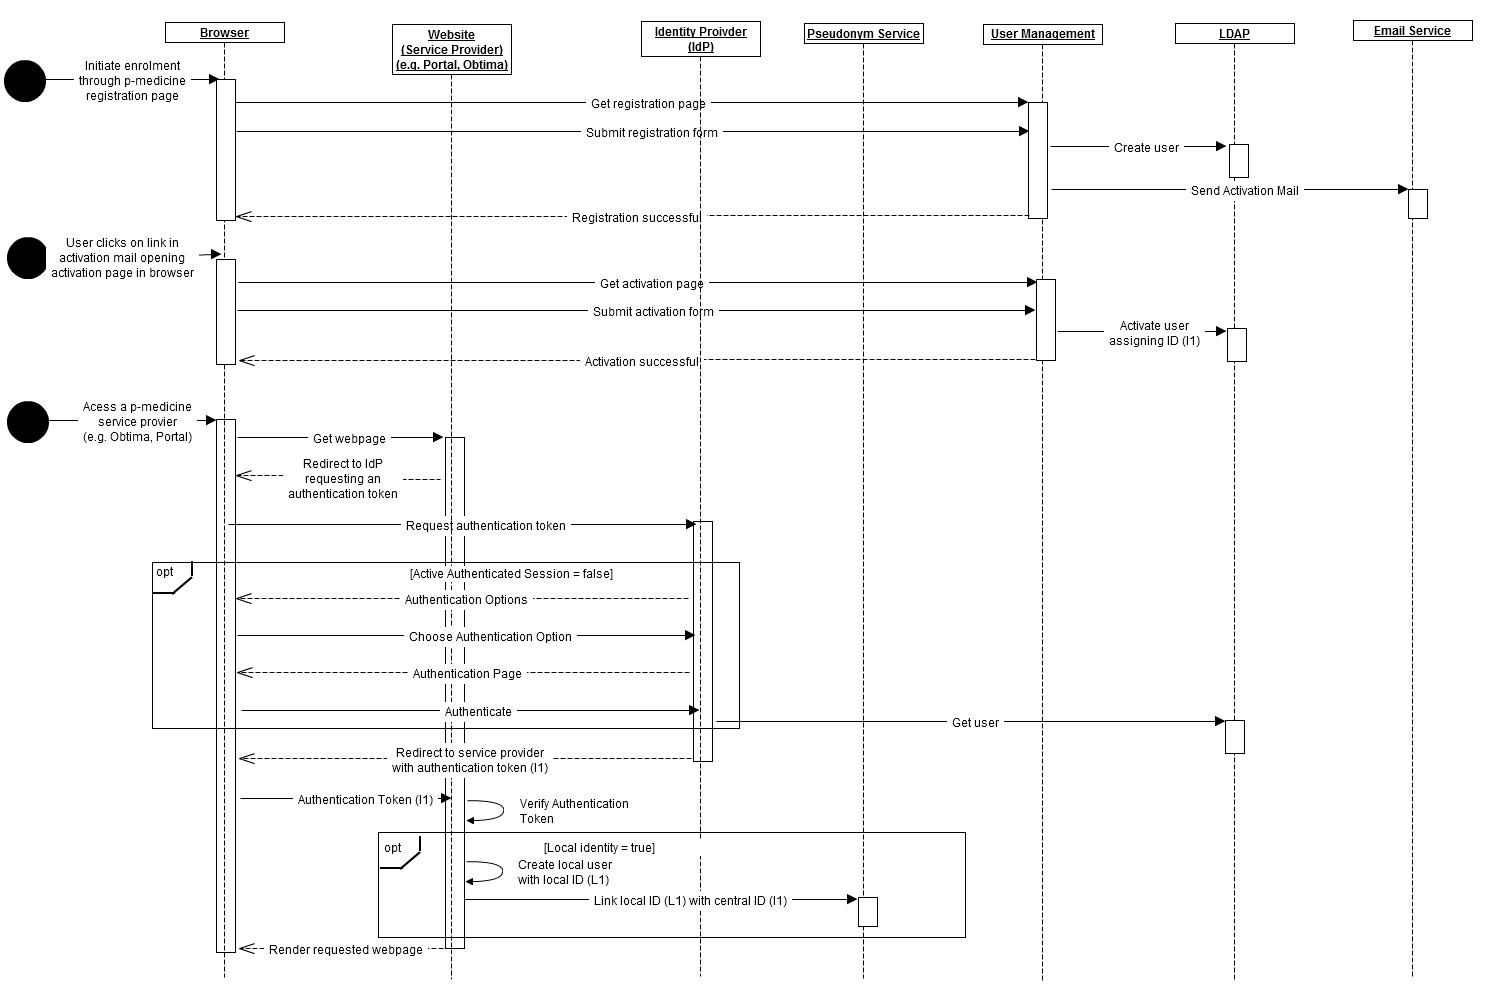 Browser
Website
(Service Provider)
(e.g. Portal, Obtima)
Identity Proivder
(IdP)
Pseudonym Service
User Management
LDAP
Email Service
Initiate enrolment
through p-medicine
registration page
Get registration page
Submit registration form
Create user
Send Activation Mail
Registration successful
User clicks on link in
activation mail opening
activation page in browser
Get activation page
Submit activation form
Activate user
assigning ID (I1)
Activation successful
Acess a p-medicine
service provier
(e.g. Obtima, Portal)
Get webpage
Redirect to IdP
requesting an
authentication token
Request authentication token
opt
[Active Authenticated Session = false]
Authentication Options
Choose Authentication Option
Authentication Page
Authenticate
Get user
Redirect to service provider
with authentication token (I1)
Authentication Token (I1)
Verify Authentication
Token
opt
[Local identity = true]
Create local user
with local ID (L1)
Link local ID (L1) with central ID (I1)
Render requested webpage